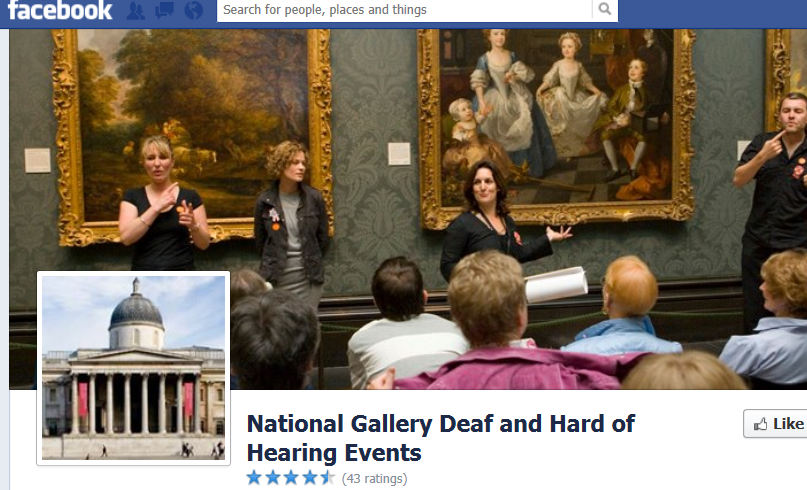 facebook
Search for people, places and things
National Gallery Deaf and Hard of
Hearing Events
(43 ratings)
Like